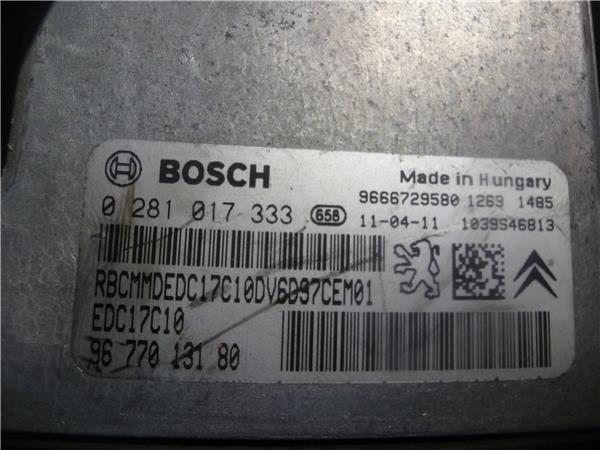 BOSCH
Made in Hungary
0 281 017 333 658
9666729580 1269 1485
11-04-11 1039S46813
RBCMMDEDC17C10DV6D97CEM01
EDC17C10
96 770 131 80